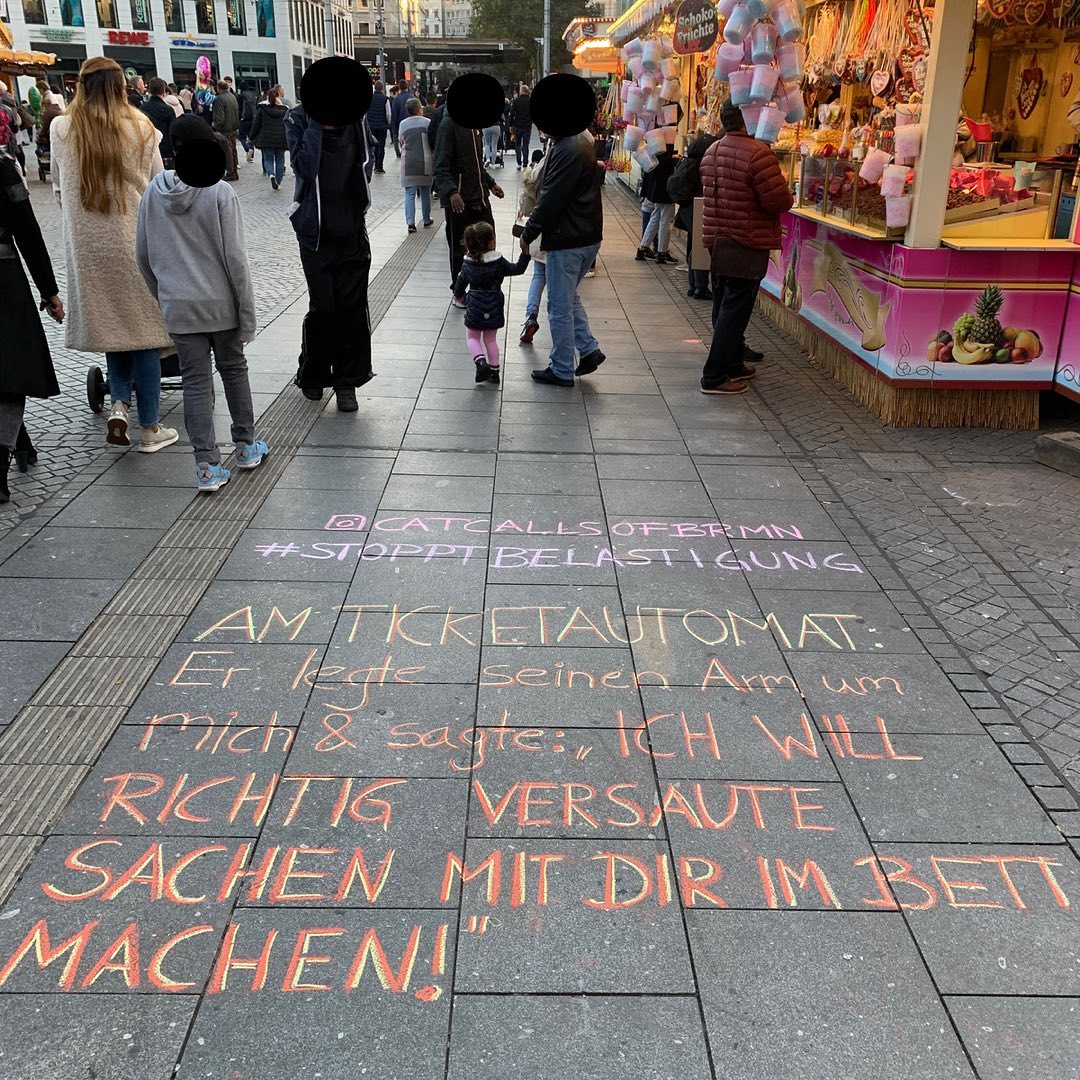 REWE
Schoko
Früchte
@CATCALLSOFBRMN
#STOPPTBELÄSTIGUNG
AM TICKETAUTOMAT:
Er legte seinen Arm um
mich & sagte: „ICH WILL
RICHTIG VERSAUTE
SACHEN MIT DIR IM BETT
MACHEN!"